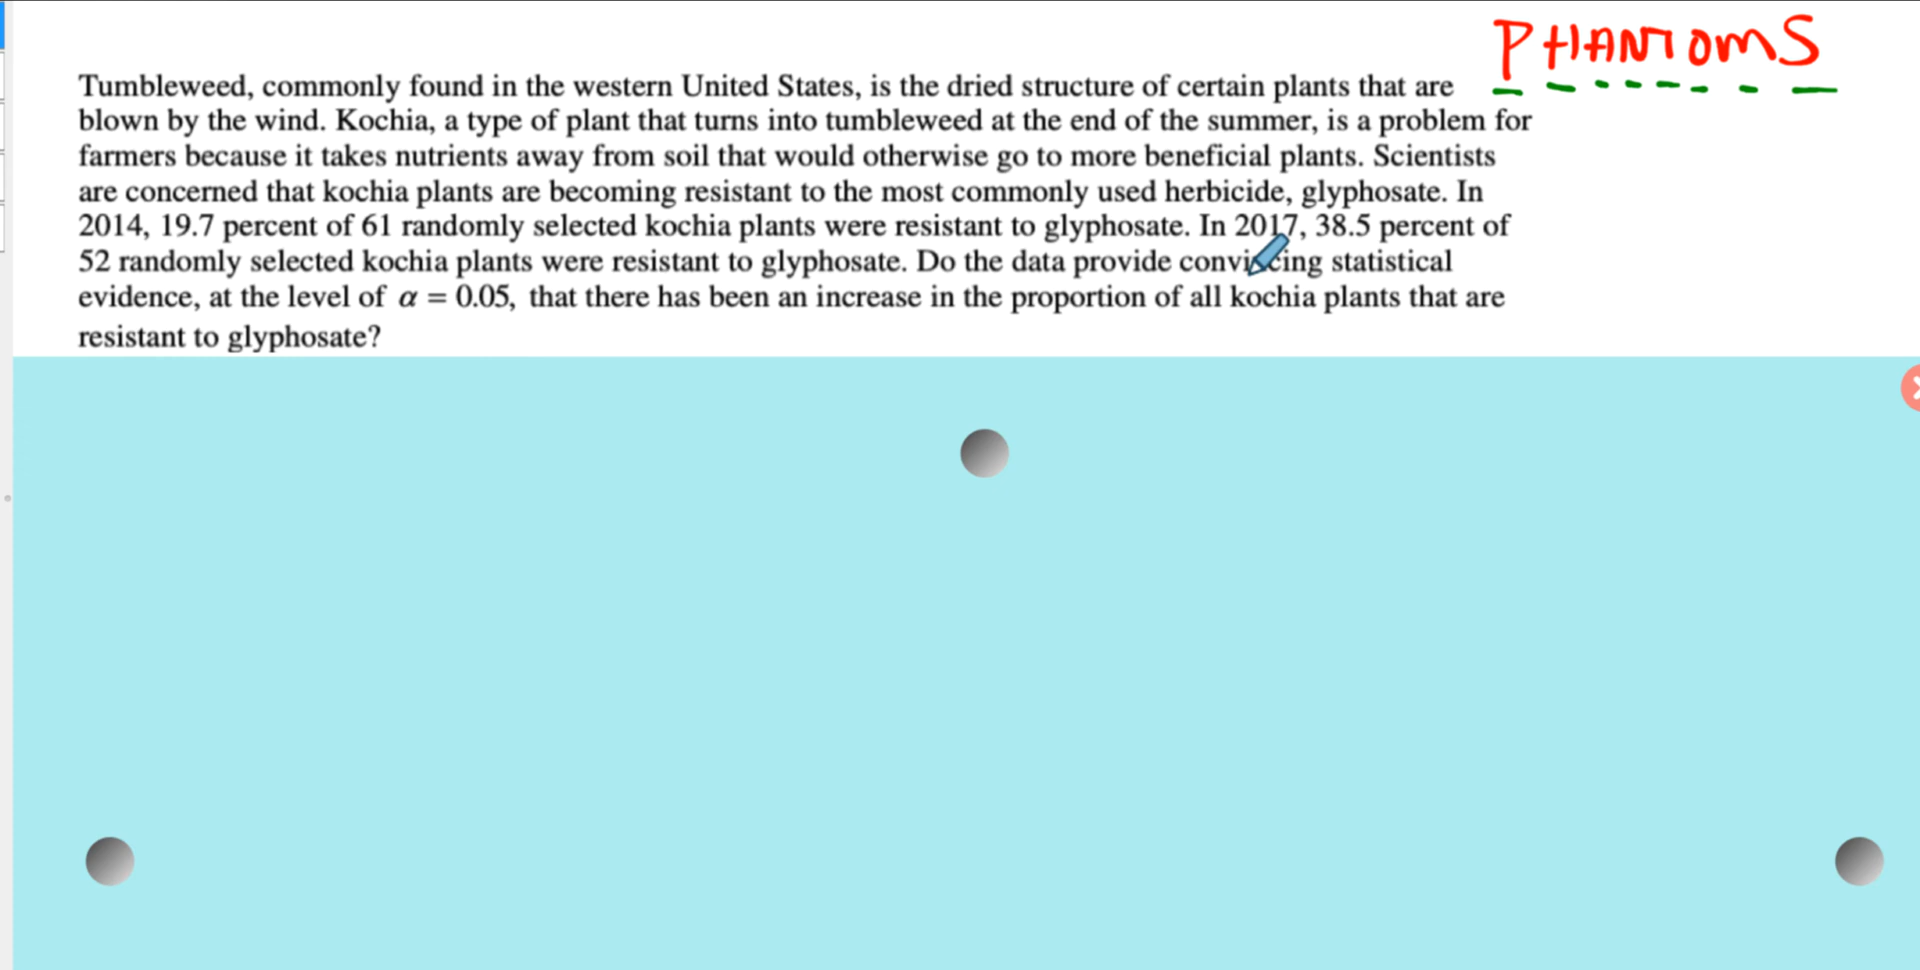 PHANTOMS
Tumbleweed, commonly found in the western United States, is the dried structure of certain plants that are
blown by the wind. Kochia, a type of plant that turns into tumbleweed at the end of the summer, is a problem for
farmers because it takes nutrients away from soil that would otherwise go to more beneficial plants. Scientists
are concerned that kochia plants are becoming resistant to the most commonly used herbicide, glyphosate. In
2014, 19.7 percent of 61 randomly selected kochia plants were resistant to glyphosate. In 2017, 38.5 percent of
52 randomly selected kochia plants were resistant to glyphosate. Do the data provide convincing statistical
evidence, at the level of α = 0.05, that there has been an increase in the proportion of all kochia plants that are
resistant to glyphosate?